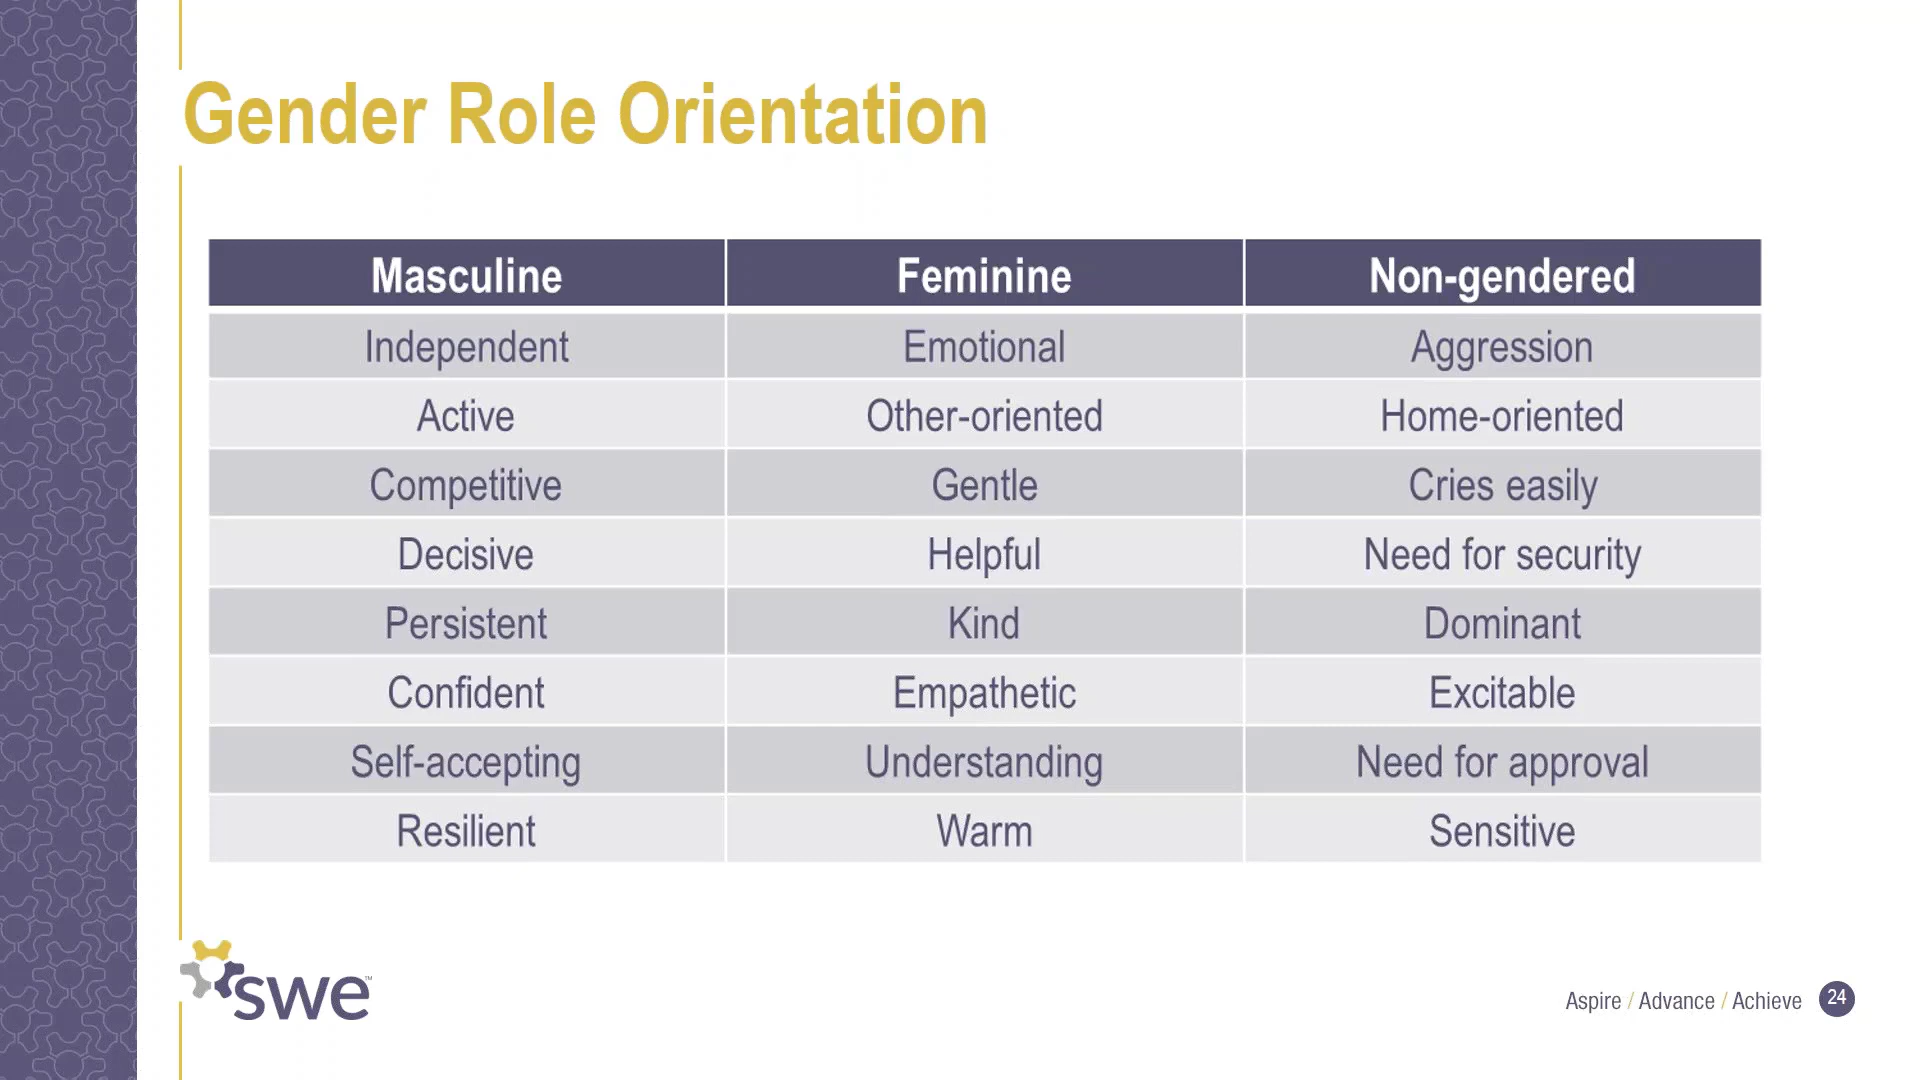 Gender Role Orientation
Masculine Feminine Non-gendered
Independent Emotional Aggression
Active Other-oriented Home-oriented
Competitive Gentle Cries easily
Decisive Helpful Need for security
Persistent Kind Dominant
Confident Empathetic Excitable
Self-accepting Understanding Need for approval
Resilient Warm Sensitive
swe™
Aspire / Advance / Achieve 24